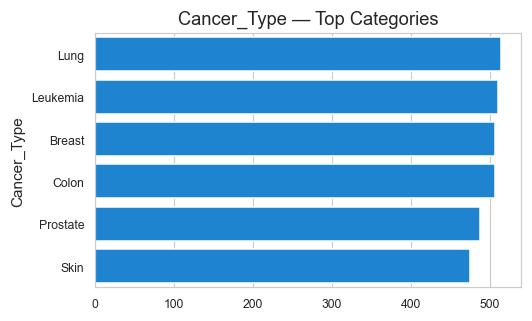 Cancer_Type — Top Categories
Cancer_Type
Lung
Leukemia
Breast
Colon
Prostate
Skin
0 100 200 300 400 500